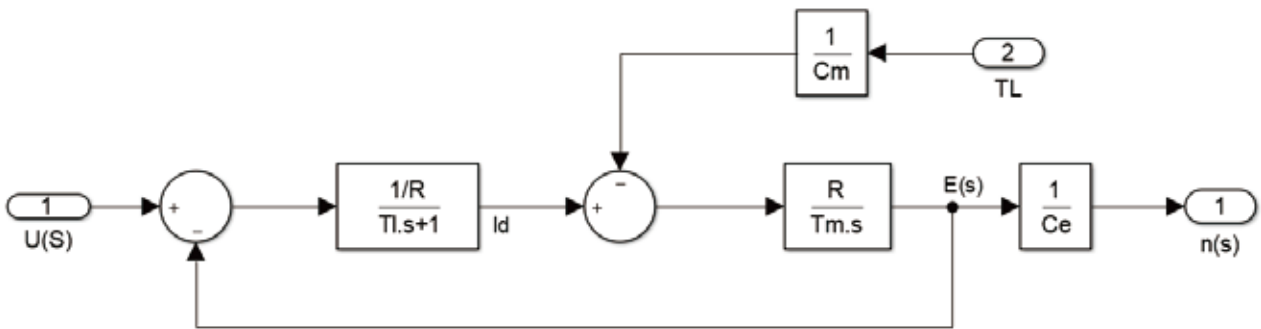 1
Cm
2
TL
1
U(S)
+
−
1/R
Tl.s+1
Id
−
+
R
Tm.s
E(s)
1
Ce
1
n(s)